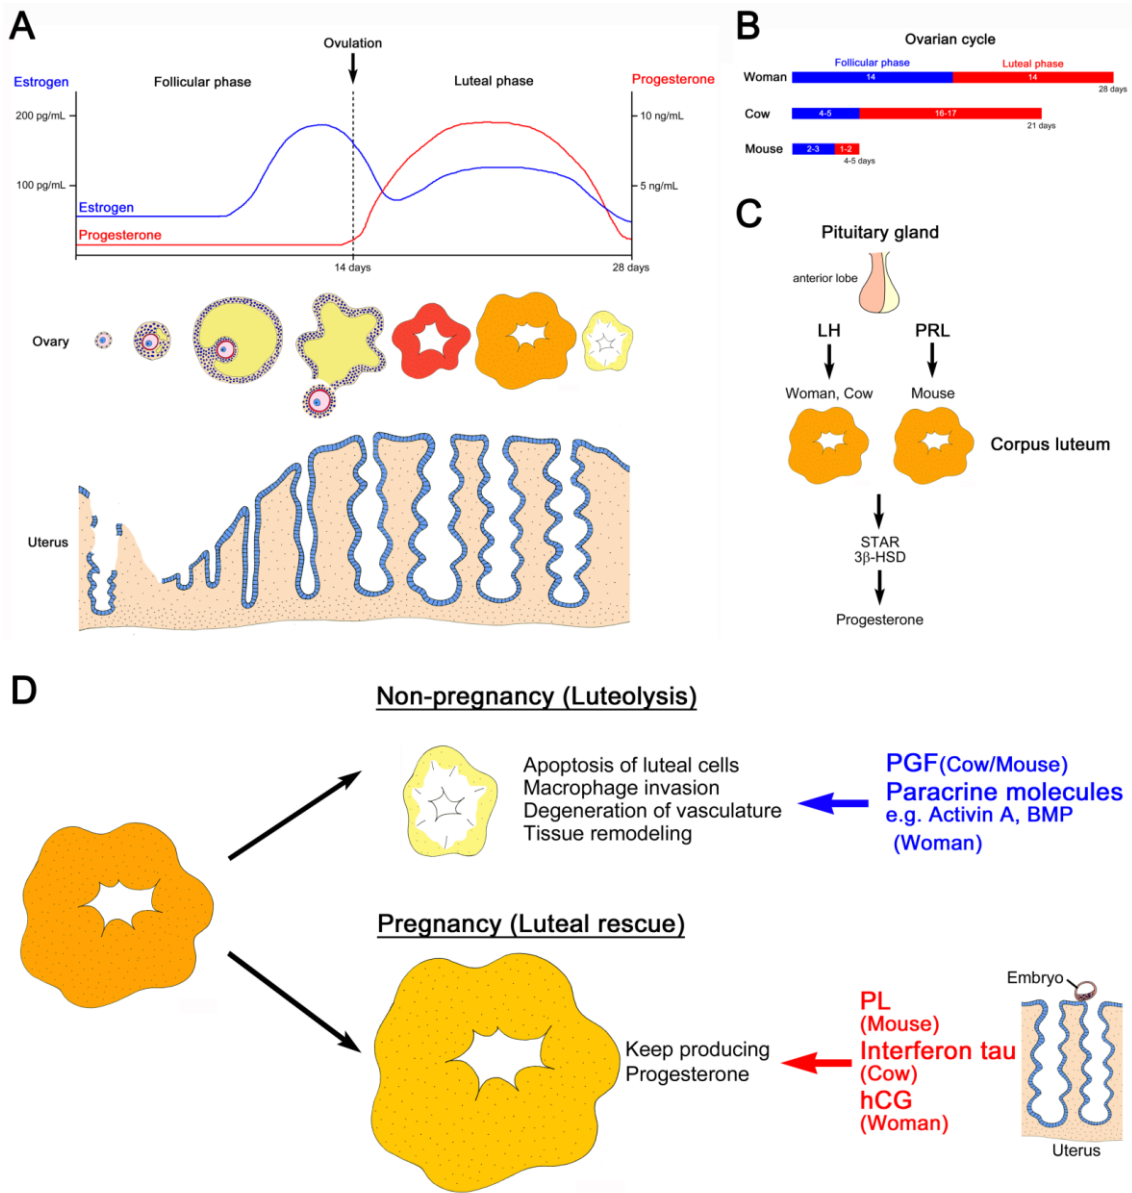 A
Ovulation
Estrogen
Follicular phase
Luteal phase
Progesterone
200 pg/mL
10 ng/mL
100 pg/mL
5 ng/mL
Estrogen
Progesterone
14 days
28 days
Ovary
Uterus
B
Ovarian cycle
Follicular phase
Luteal phase
Woman
14
14
28 days
Cow
4-5
16-17
21 days
Mouse
2-3
1-2
4-5 days
C
Pituitary gland
anterior lobe
LH
PRL
Woman, Cow
Mouse
Corpus luteum
STAR
3β-HSD
Progesterone
D
Non-pregnancy (Luteolysis)
Apoptosis of luteal cells
Macrophage invasion
Degeneration of vasculature
Tissue remodeling
PGF(Cow/Mouse)
Paracrine molecules
e.g. Activin A, BMP
(Woman)
Pregnancy (Luteal rescue)
Keep producing
Progesterone
PL
(Mouse)
Interferon tau
(Cow)
hCG
(Woman)
Embryo
Uterus